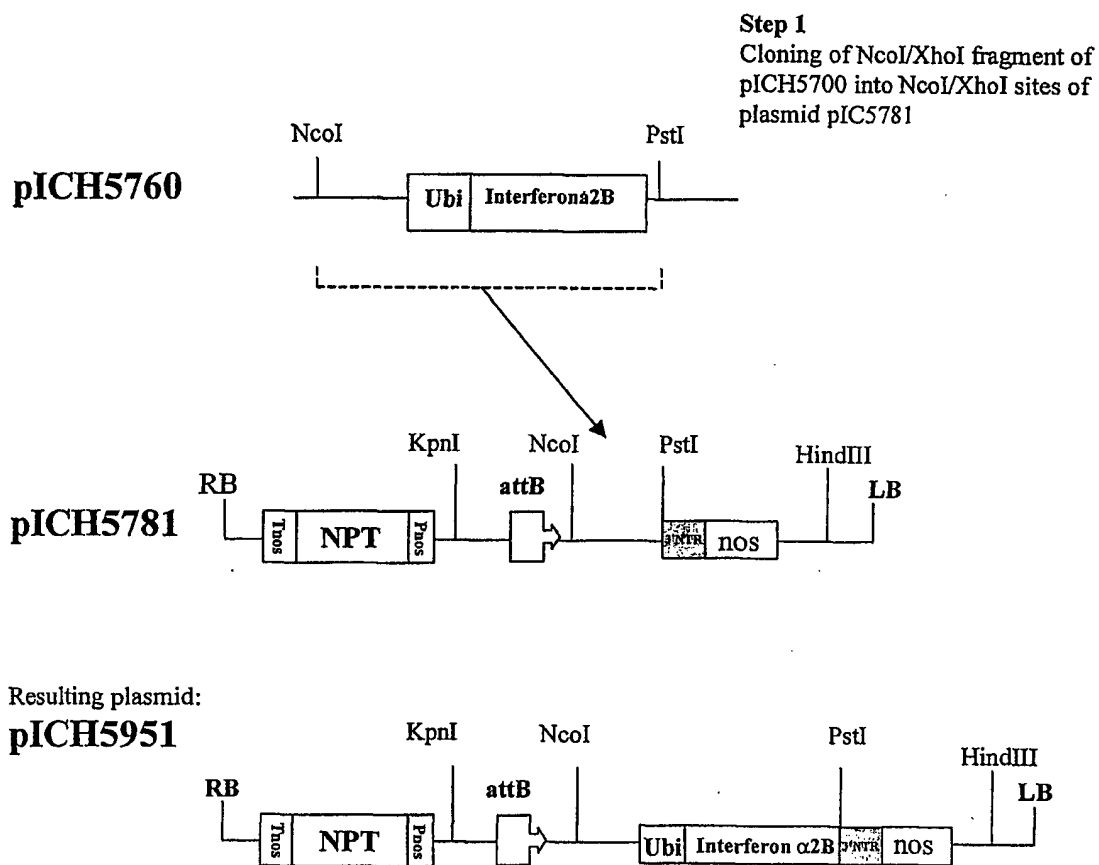 Step 1
Cloning of NcoI/XhoI fragment of
pICH5700 into NcoI/XhoI sites of
plasmid pIC5781
NcoI PstI
pICH5760
Ubi Interferoná2B
KpnI NcoI PstI HindIII
RB attB LB
pICH5781
Tnos NPT Pnos 3'NTR nos
Resulting plasmid:
pICH5951
KpnI NcoI PstI HindIII
RB attB LB
Tnos NPT Pnos Ubi Interferon α2B 3'NTR nos